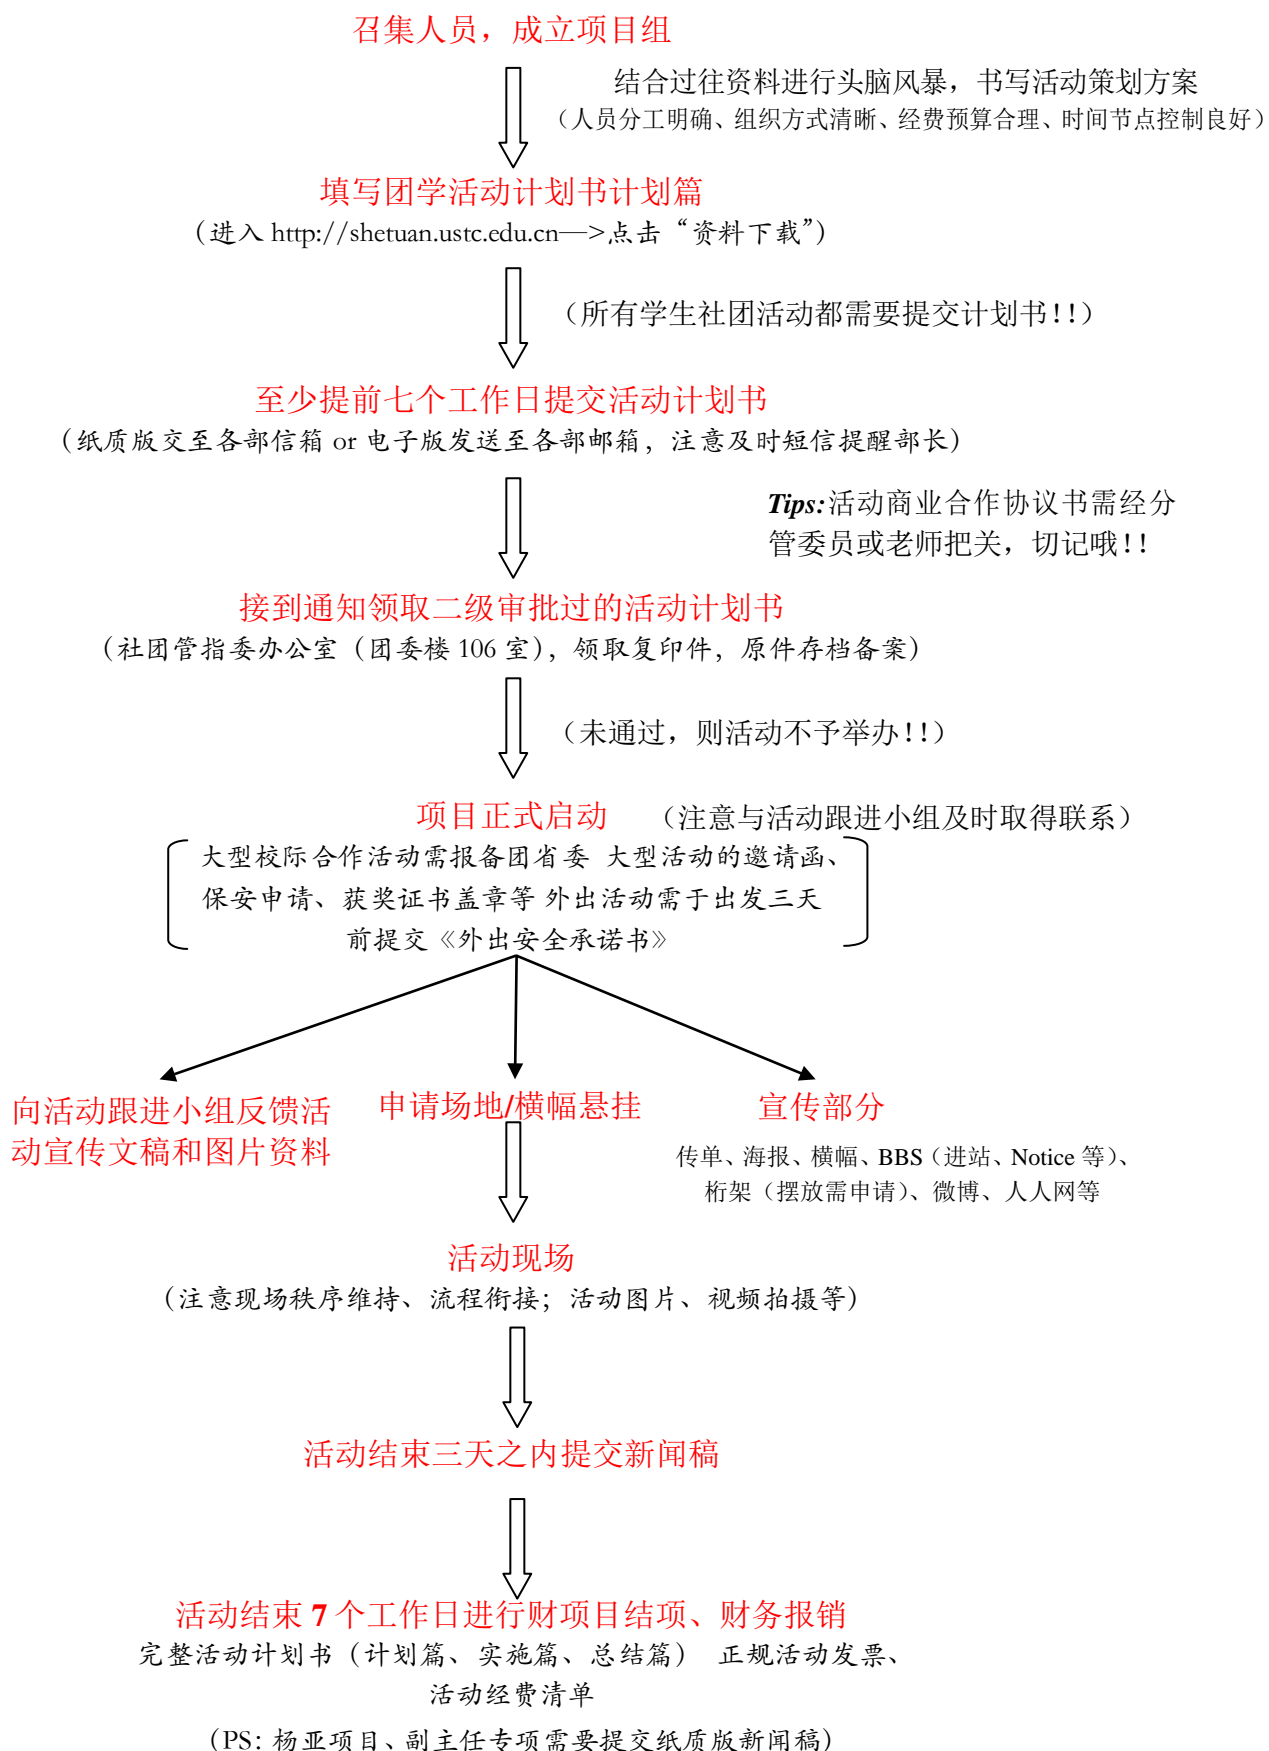 召集人员，成立项目组
结合过往资料进行头脑风暴，书写活动策划方案
（人员分工明确、组织方式清晰、经费预算合理、时间节点控制良好）
填写团学活动计划书计划篇
（进入 http://shetuan.ustc.edu.cn—>点击“资料下载”）
（所有学生社团活动都需要提交计划书！！）
至少提前七个工作日提交活动计划书
（纸质版交至各部信箱 or 电子版发送至各部邮箱，注意及时短信提醒部长）
Tips:活动商业合作协议书需经分
管委员或老师把关，切记哦！！
接到通知领取二级审批过的活动计划书
（社团管指委办公室（团委楼 106 室），领取复印件，原件存档备案）
（未通过，则活动不予举办！！）
项目正式启动 （注意与活动跟进小组及时取得联系）
大型校际合作活动需报备团省委 大型活动的邀请函、
保安申请、获奖证书盖章等 外出活动需于出发三天
前提交《外出安全承诺书》
向活动跟进小组反馈活
动宣传文稿和图片资料
申请场地/横幅悬挂
宣传部分
传单、海报、横幅、BBS（进站、Notice 等）、
桁架（摆放需申请）、微博、人人网等
活动现场
（注意现场秩序维持、流程衔接；活动图片、视频拍摄等）
活动结束三天之内提交新闻稿
活动结束 7 个工作日进行财项目结项、财务报销
完整活动计划书（计划篇、实施篇、总结篇） 正规活动发票、
活动经费清单
（PS：杨亚项目、副主任专项需要提交纸质版新闻稿）